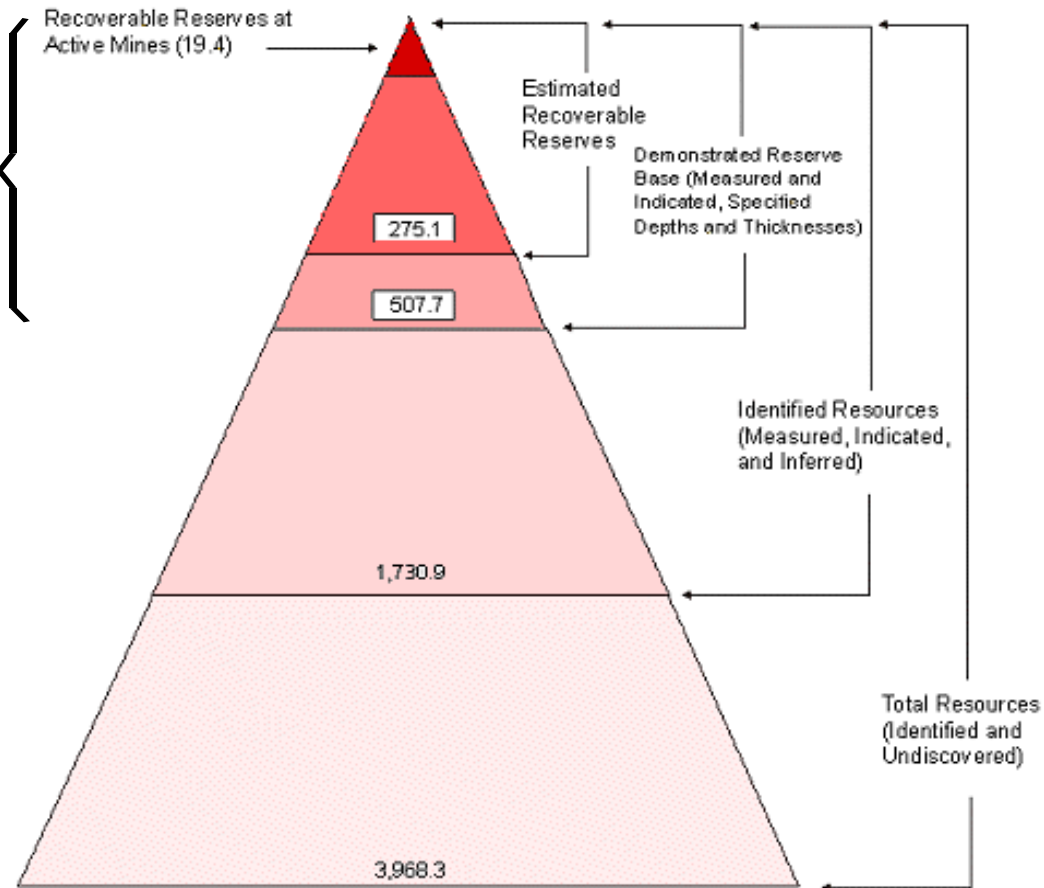 Recoverable Reserves at
Active Mines (19.4)
Estimated
Recoverable
Reserves
Demonstrated Reserve
Base (Measured and
Indicated, Specified
Depths and Thicknesses)
275.1
507.7
Identified Resources
(Measured, Indicated,
and Inferred)
1,730.9
Total Resources
(Identified and
Undiscovered)
3,968.3